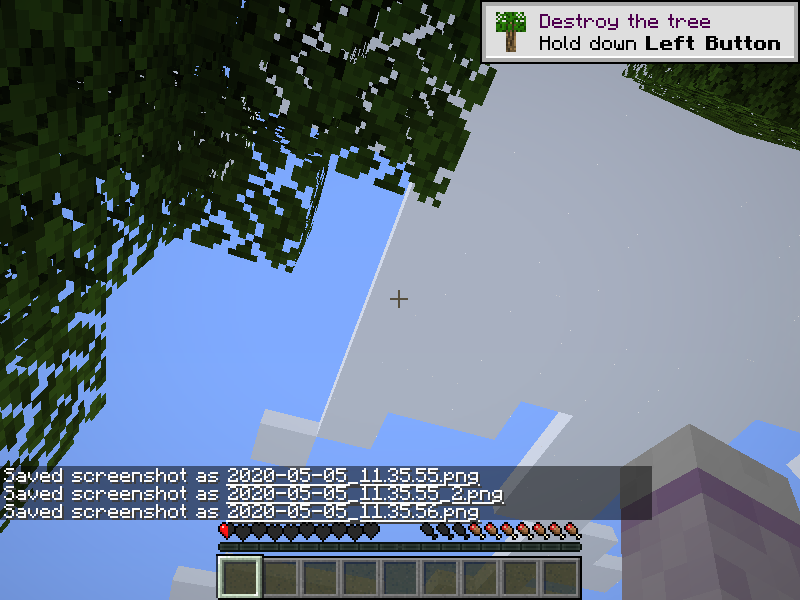 Destroy the tree
Hold down Left Button
Saved screenshot as 2020-05-05_11.35.55.png
Saved screenshot as 2020-05-05_11.35.55_2.png
Saved screenshot as 2020-05-05_11.35.56.png